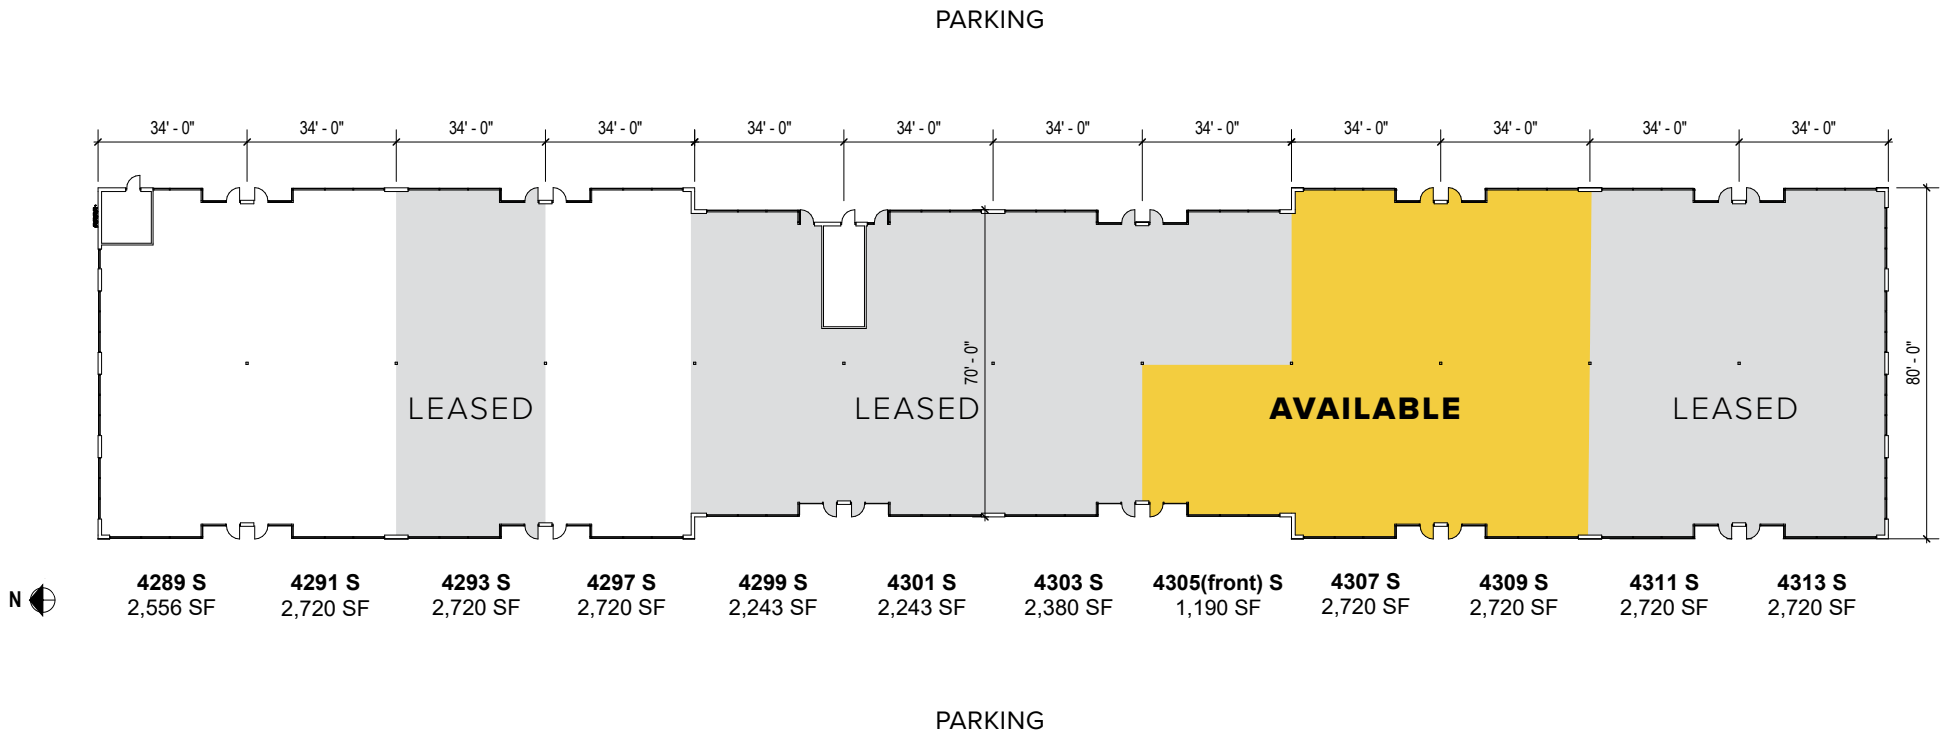 PARKING
34' - 0" 34' - 0" 34' - 0" 34' - 0" 34' - 0" 34' - 0" 34' - 0" 34' - 0" 34' - 0" 34' - 0" 34' - 0" 34' - 0"
70' - 0"
80' - 0"
LEASED LEASED AVAILABLE LEASED
N
4289 S 4291 S 4293 S 4297 S 4299 S 4301 S 4303 S 4305(front) S 4307 S 4309 S 4311 S 4313 S
2,556 SF 2,720 SF 2,720 SF 2,720 SF 2,243 SF 2,243 SF 2,380 SF 1,190 SF 2,720 SF 2,720 SF 2,720 SF 2,720 SF
PARKING